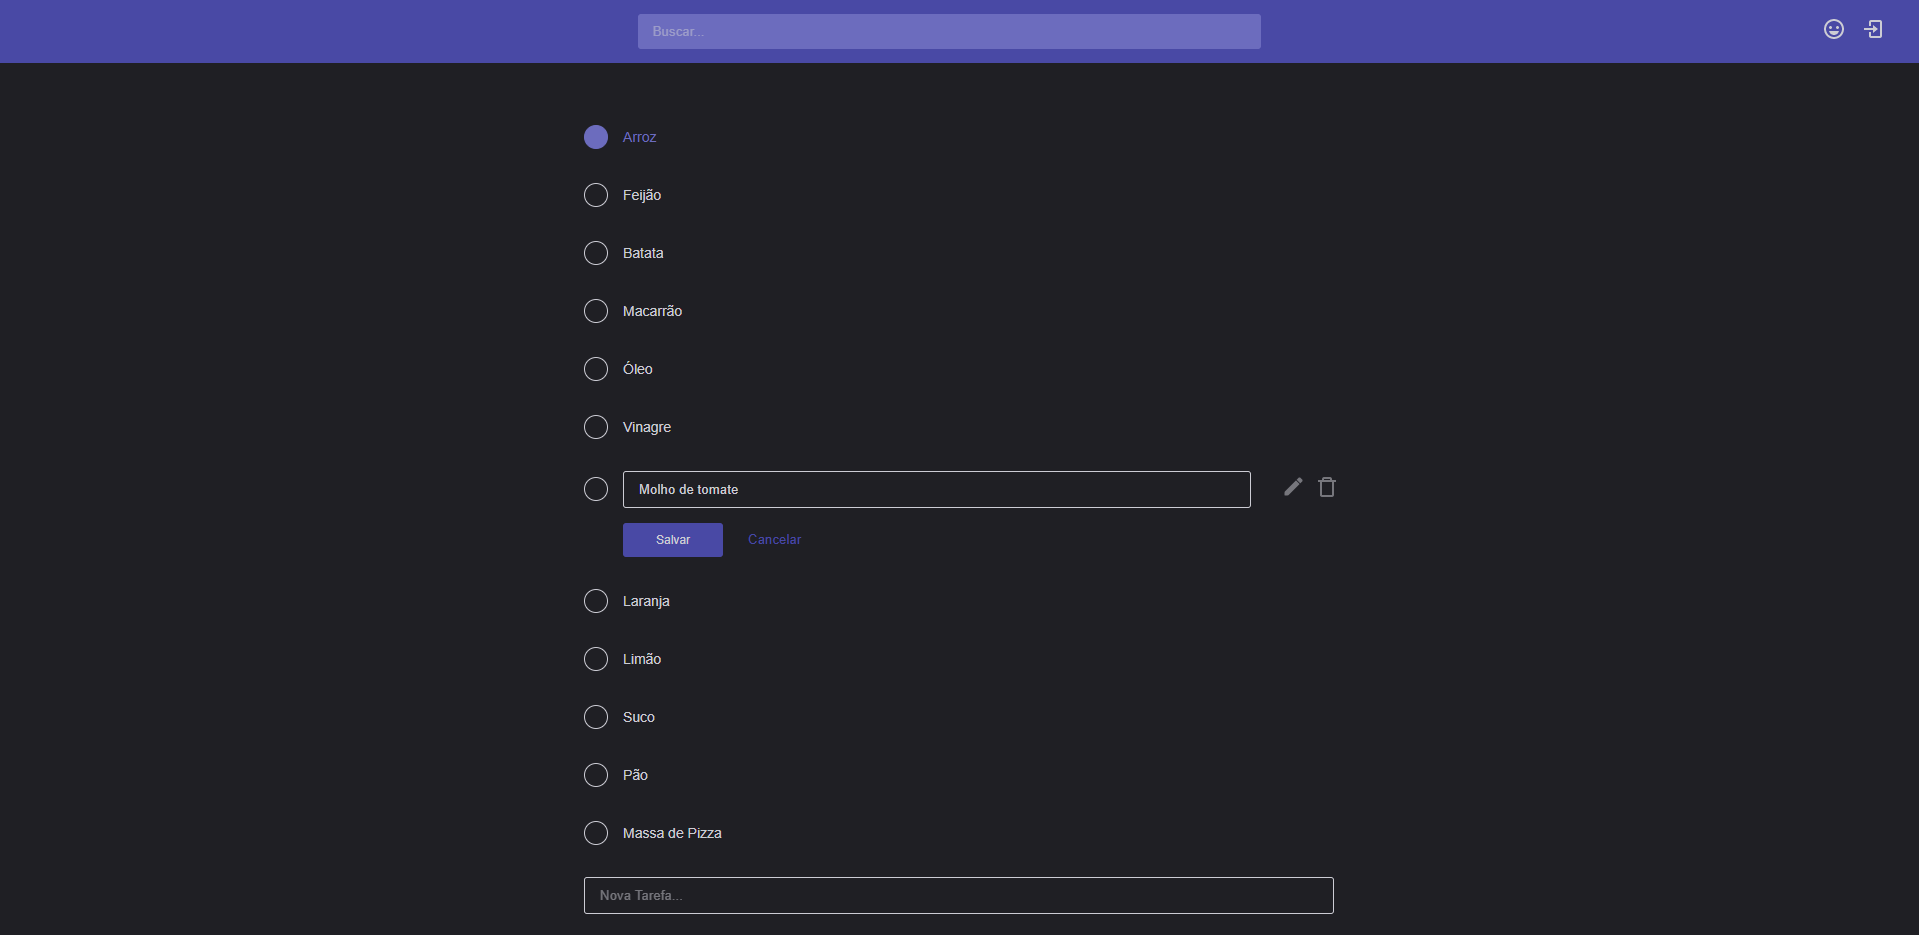 Buscar...
Arroz
Feijão
Batata
Macarrão
Óleo
Vinagre
Molho de tomate
Salvar Cancelar
Laranja
Limão
Suco
Pão
Massa de Pizza
Nova Tarefa...